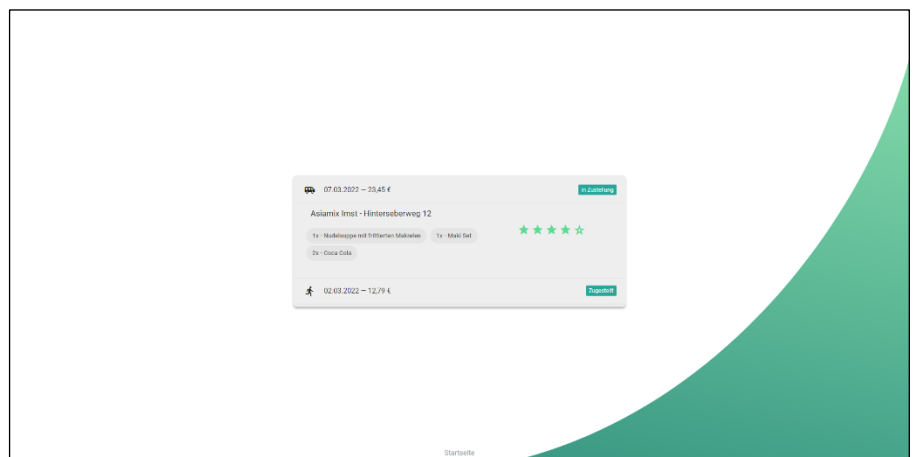 07.03.2022 — 23,45 €
in Zustellung
Asiamix Imst - Hinterseberweg 12
1x - Nudelsuppe mit frittierten Makrelen
1x - Maki Set
2x - Coca Cola
02.03.2022 — 12,79 €
Zugestellt
Startseite